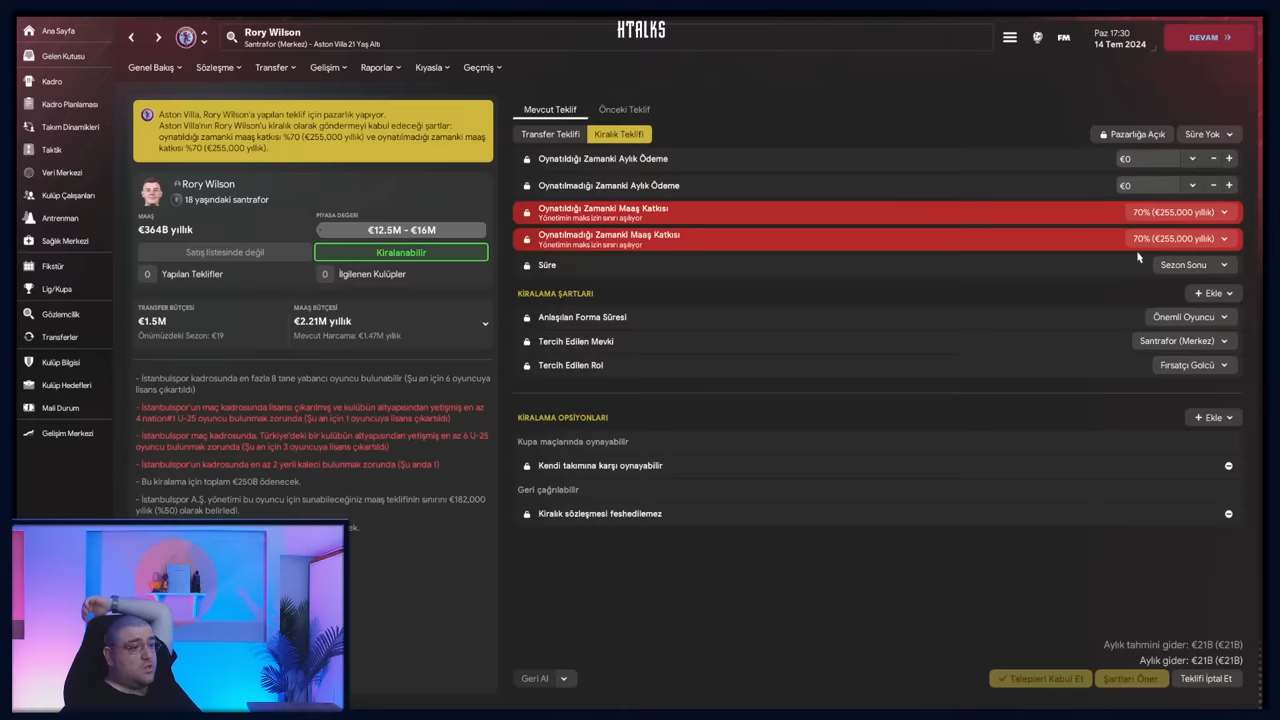 HTALKS
Ana Sayfa
Gelen Kutusu
Kadro
Kadro Planlaması
Takım Dinamikleri
Taktik
Veri Merkezi
Kulüp Çalışanları
Antrenman
Sağlık Merkezi
Fikstür
Lig/Kupa
Gözlemcilik
Transferler
Kulüp Bilgisi
Kulüp Hedefleri
Mali Durum
Gelişim Merkezi
Rory Wilson
Santrafor (Merkez) - Aston Villa 21 Yaş Altı
FM
Paz 17:30
14 Tem 2024
DEVAM
Genel Bakış
Sözleşme
Transfer
Gelişim
Raporlar
Kıyasla
Geçmiş
Aston Villa, Rory Wilson'a yapılan teklif için pazarlık yapıyor.
Aston Villa'nın Rory Wilson'u kiralık olarak göndermeyi kabul edeceği şartlar:
oynatıldığı zamanki maaş katkısı %70 (€255,000 yıllık) ve oynatılmadığı zamanki maaş
katkısı %70 (€255,000 yıllık).
Rory Wilson
18 yaşındaki santrafor
MAAŞ
€364B yıllık
PİYASA DEĞERİ
€12.5M - €16M
Satış listesinde değil
Kiralanabilir
0 Yapılan Teklifler
0 İlgilenen Kulüpler
TRANSFER BÜTÇESİ
€1.5M
Önümüzdeki Sezon: €19
MAAŞ BÜTÇESİ
€2.21M yıllık
Mevcut Harcama: €1.47M yıllık
- İstanbulspor kadrosunda en fazla 8 tane yabancı oyuncu bulunabilir (Şu an için 6 oyuncuya
lisans çıkartıldı)
- İstanbulspor'un maç kadrosunda lisansı çıkarılmış ve kulübün altyapısından yetişmiş en az
4 nation#1 U-25 oyuncu bulunmak zorunda (Şu an için 1 oyuncuya lisans çıkartıldı)
- İstanbulspor maç kadrosunda, Türkiye'deki bir kulübün altyapısından yetişmiş en az 6 U-25
oyuncu bulunmak zorunda (Şu an için 3 oyuncuya lisans çıkartıldı)
- İstanbulspor'un kadrosunda en az 2 yerli kaleci bulunmak zorunda (Şu anda 1)
- Bu kiralama için toplam €250B ödenecek.
- İstanbulspor A.Ş. yönetimi bu oyuncu için sunabileceğiniz maaş teklifinin sınırını €182,000
yıllık (%50) olarak belirledi.
Mevcut Teklif
Önceki Teklif
Transfer Teklifi
Kiralık Teklifi
Pazarlığa Açık
Süre Yok
Oynatıldığı Zamanki Aylık Ödeme
€0
Oynatılmadığı Zamanki Aylık Ödeme
€0
Oynatıldığı Zamanki Maaş Katkısı
Yönetimin maks izin sınırı aşılıyor
70% (€255,000 yıllık)
Oynatılmadığı Zamanki Maaş Katkısı
Yönetimin maks izin sınırı aşılıyor
70% (€255,000 yıllık)
Süre
Sezon Sonu
KİRALAMA ŞARTLARI
+ Ekle
Anlaşılan Forma Süresi
Önemli Oyuncu
Tercih Edilen Mevki
Santrafor (Merkez)
Tercih Edilen Rol
Fırsatçı Golcü
KİRALAMA OPSİYONLARI
+ Ekle
Kupa maçlarında oynayabilir
Kendi takımına karşı oynayabilir
Geri çağrılabilir
Kiralık sözleşmesi feshedilemez
Aylık tahmini gider: €21B (€21B)
Aylık gider: €21B (€21B)
Geri Al
Talepleri Kabul Et
Şartları Öner
Teklifi İptal Et